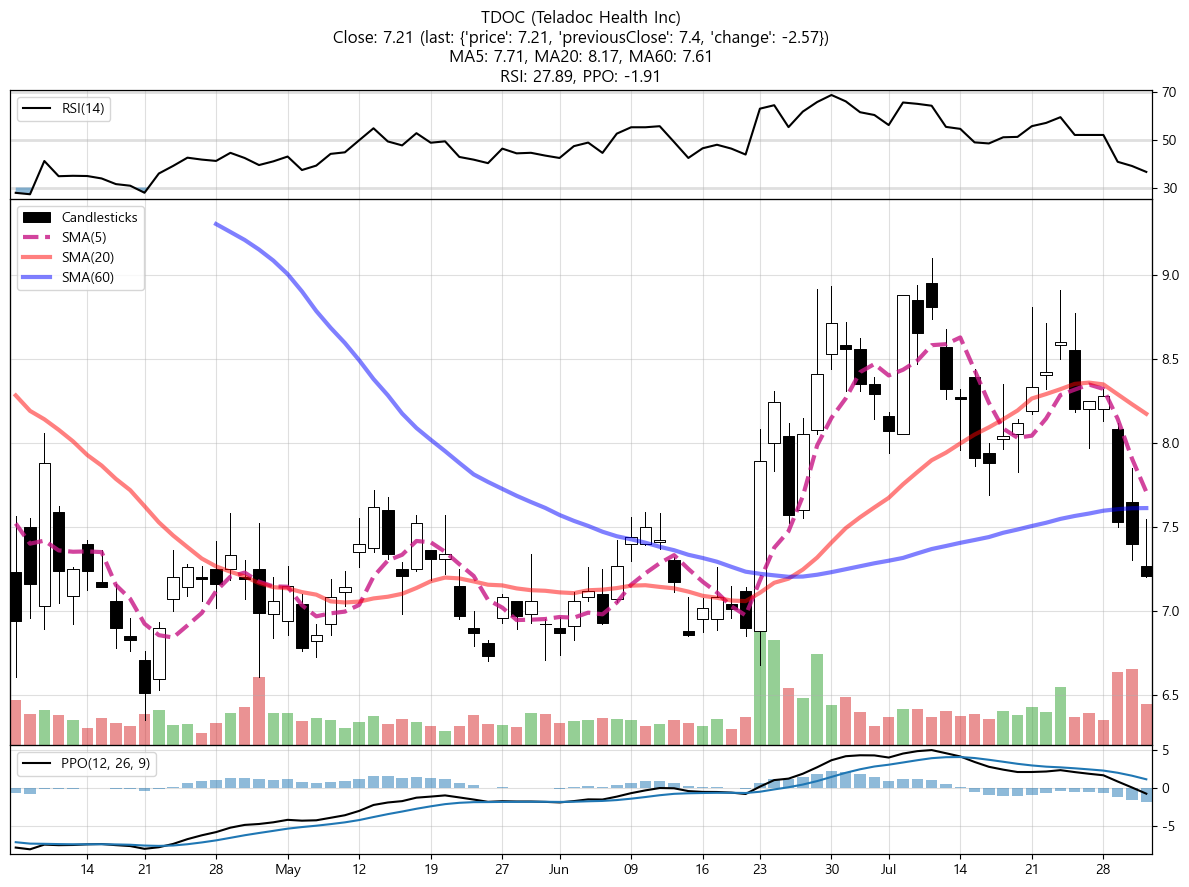 TDOC (Teladoc Health Inc)
Close: 7.21 (last: {'price': 7.21, 'previousClose': 7.4, 'change': -2.57})
MA5: 7.71, MA20: 8.17, MA60: 7.61
RSI: 27.89, PPO: -1.91
RSI(14)
70
50
30
Candlesticks
SMA(5)
SMA(20)
SMA(60)
9.0
8.5
8.0
7.5
7.0
6.5
PPO(12, 26, 9)
5
0
-5
14 21 28 May 12 19 27 Jun 09 16 23 30 Jul 14 21 28